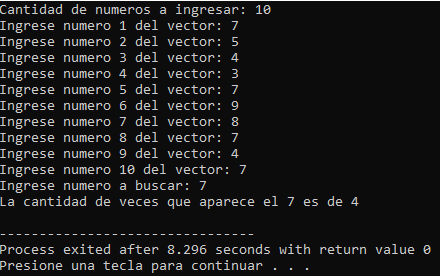 Cantidad de numeros a ingresar: 10
Ingrese numero 1 del vector: 7
Ingrese numero 2 del vector: 5
Ingrese numero 3 del vector: 4
Ingrese numero 4 del vector: 3
Ingrese numero 5 del vector: 7
Ingrese numero 6 del vector: 9
Ingrese numero 7 del vector: 8
Ingrese numero 8 del vector: 7
Ingrese numero 9 del vector: 4
Ingrese numero 10 del vector: 7
Ingrese numero a buscar: 7
La cantidad de veces que aparece el 7 es de 4
--------------------------------
Process exited after 8.296 seconds with return value 0
Presione una tecla para continuar . . .